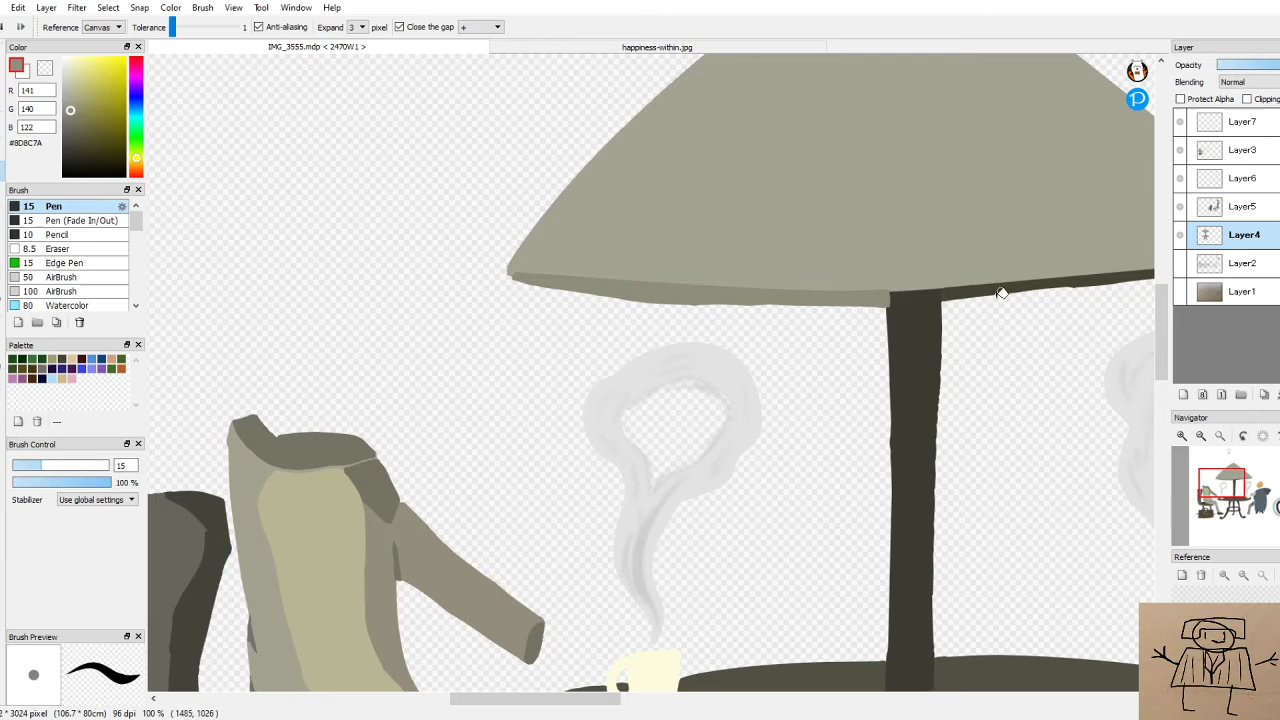 Edit Layer Filter Select Snap Color Brush View Tool Window Help
Reference Canvas Tolerance 1 Anti-aliasing Expand 3 pixel Close the gap +
Color
IMG_3555.mdp < 2470W1 >
happiness-within.jpg
Layer
R 141
G 140
B 122
#8D8C7A
Opacity
Blending Normal
Protect Alpha Clipping
Layer7
Layer3
Layer6
Layer5
Layer4
Layer2
Layer1
Brush
15 Pen
15 Pen (Fade In/Out)
10 Pencil
8.5 Eraser
15 Edge Pen
50 AirBrush
100 AirBrush
80 Watercolor
Palette
---
Brush Control
15
100 %
Stabilizer Use global settings
Navigator
Reference
Brush Preview
* 3024 pixel (106.7 * 80cm) 96 dpi 100 % ( 1485, 1026 )